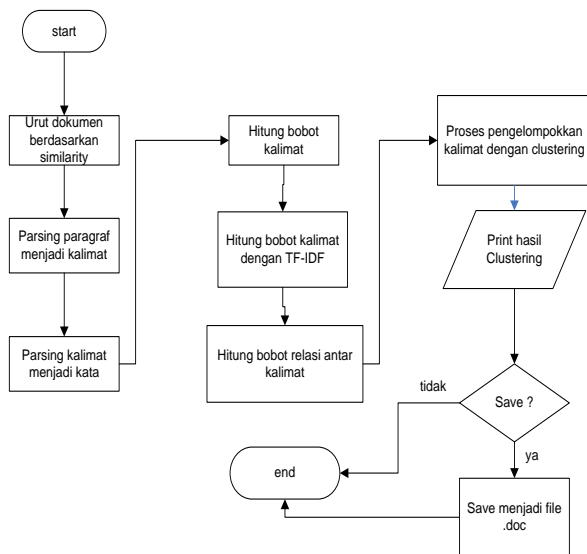 start
Urut dokumen
berdasarkan
similarity
Parsing paragraf
menjadi kalimat
Parsing kalimat
menjadi kata
Hitung bobot
kalimat
Hitung bobot kalimat
dengan TF-IDF
Hitung bobot relasi antar
kalimat
Proses pengelompokkan
kalimat dengan clustering
Print hasil
Clustering
Save ?
tidak
ya
Save menjadi file
.doc
end